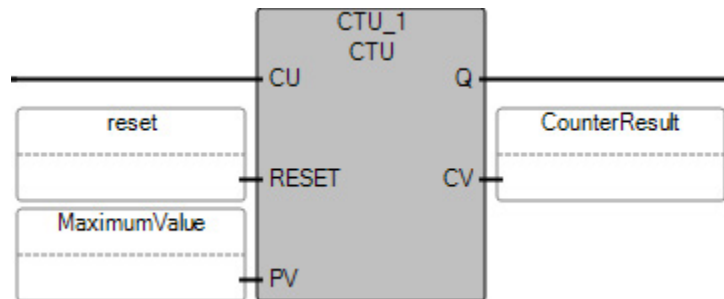 CTU_1
CTU
CU Q
reset CounterResult
RESET CV
MaximumValue
PV